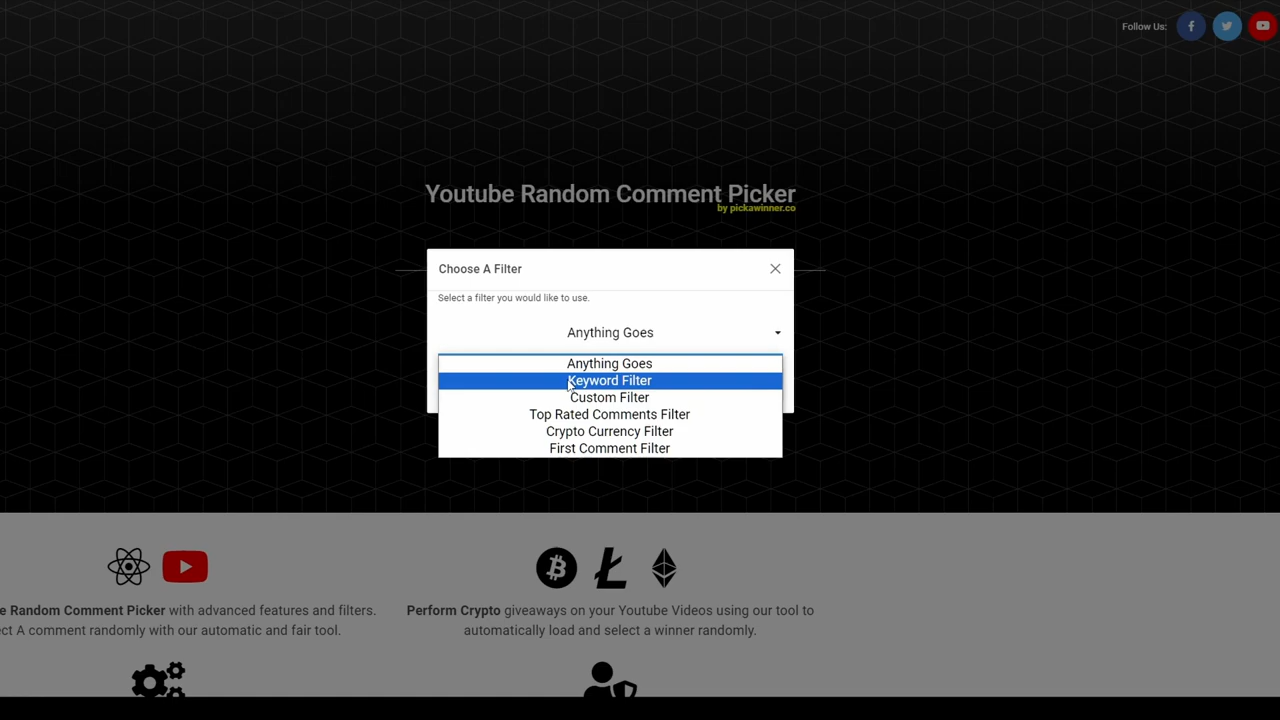 Follow Us:
Youtube Random Comment Picker
by pickawinner.co
Choose A Filter
Select a filter you would like to use.
Anything Goes
Anything Goes
Keyword Filter
Custom Filter
Top Rated Comments Filter
Crypto Currency Filter
First Comment Filter
e Random Comment Picker with advanced features and filters.
ct A comment randomly with our automatic and fair tool.
Perform Crypto giveaways on your Youtube Videos using our tool to
automatically load and select a winner randomly.